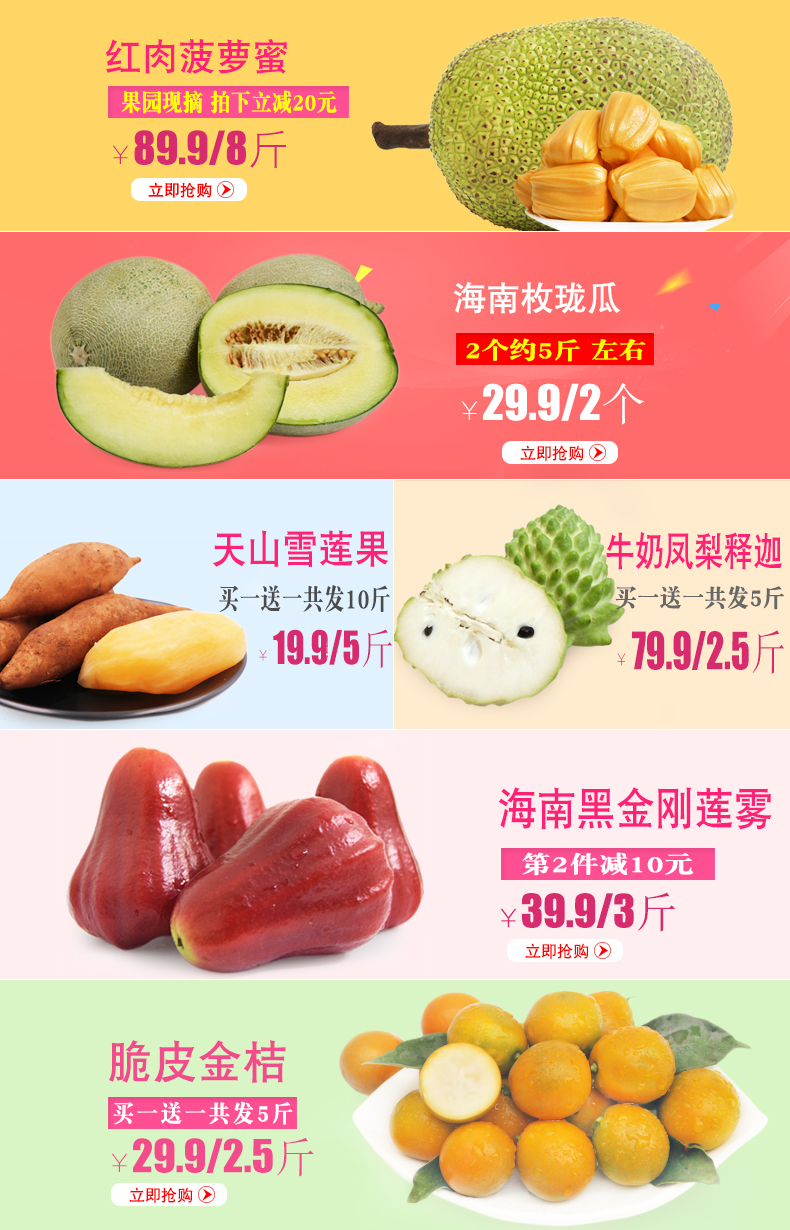 红肉菠萝蜜
果园现摘 拍下立减20元
￥89.9/8斤
立即抢购
海南枚珑瓜
2个约5斤 左右
￥29.9/2个
立即抢购
天山雪莲果
买一送一共发10斤
￥19.9/5斤
牛奶凤梨释迦
买一送一共发5斤
￥79.9/2.5斤
海南黑金刚莲雾
第2件减10元
￥39.9/3斤
立即抢购
脆皮金桔
买一送一共发5斤
￥29.9/2.5斤
立即抢购